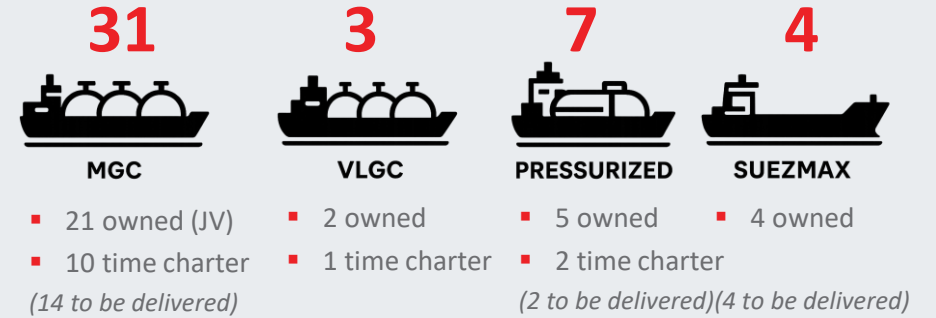 31
MGC
▪ 21 owned (JV)
▪ 10 time charter
(14 to be delivered)
3
VLGC
▪ 2 owned
▪ 1 time charter
7
PRESSURIZED
▪ 5 owned
▪ 2 time charter
(2 to be delivered)
4
SUEZMAX
▪ 4 owned
(4 to be delivered)